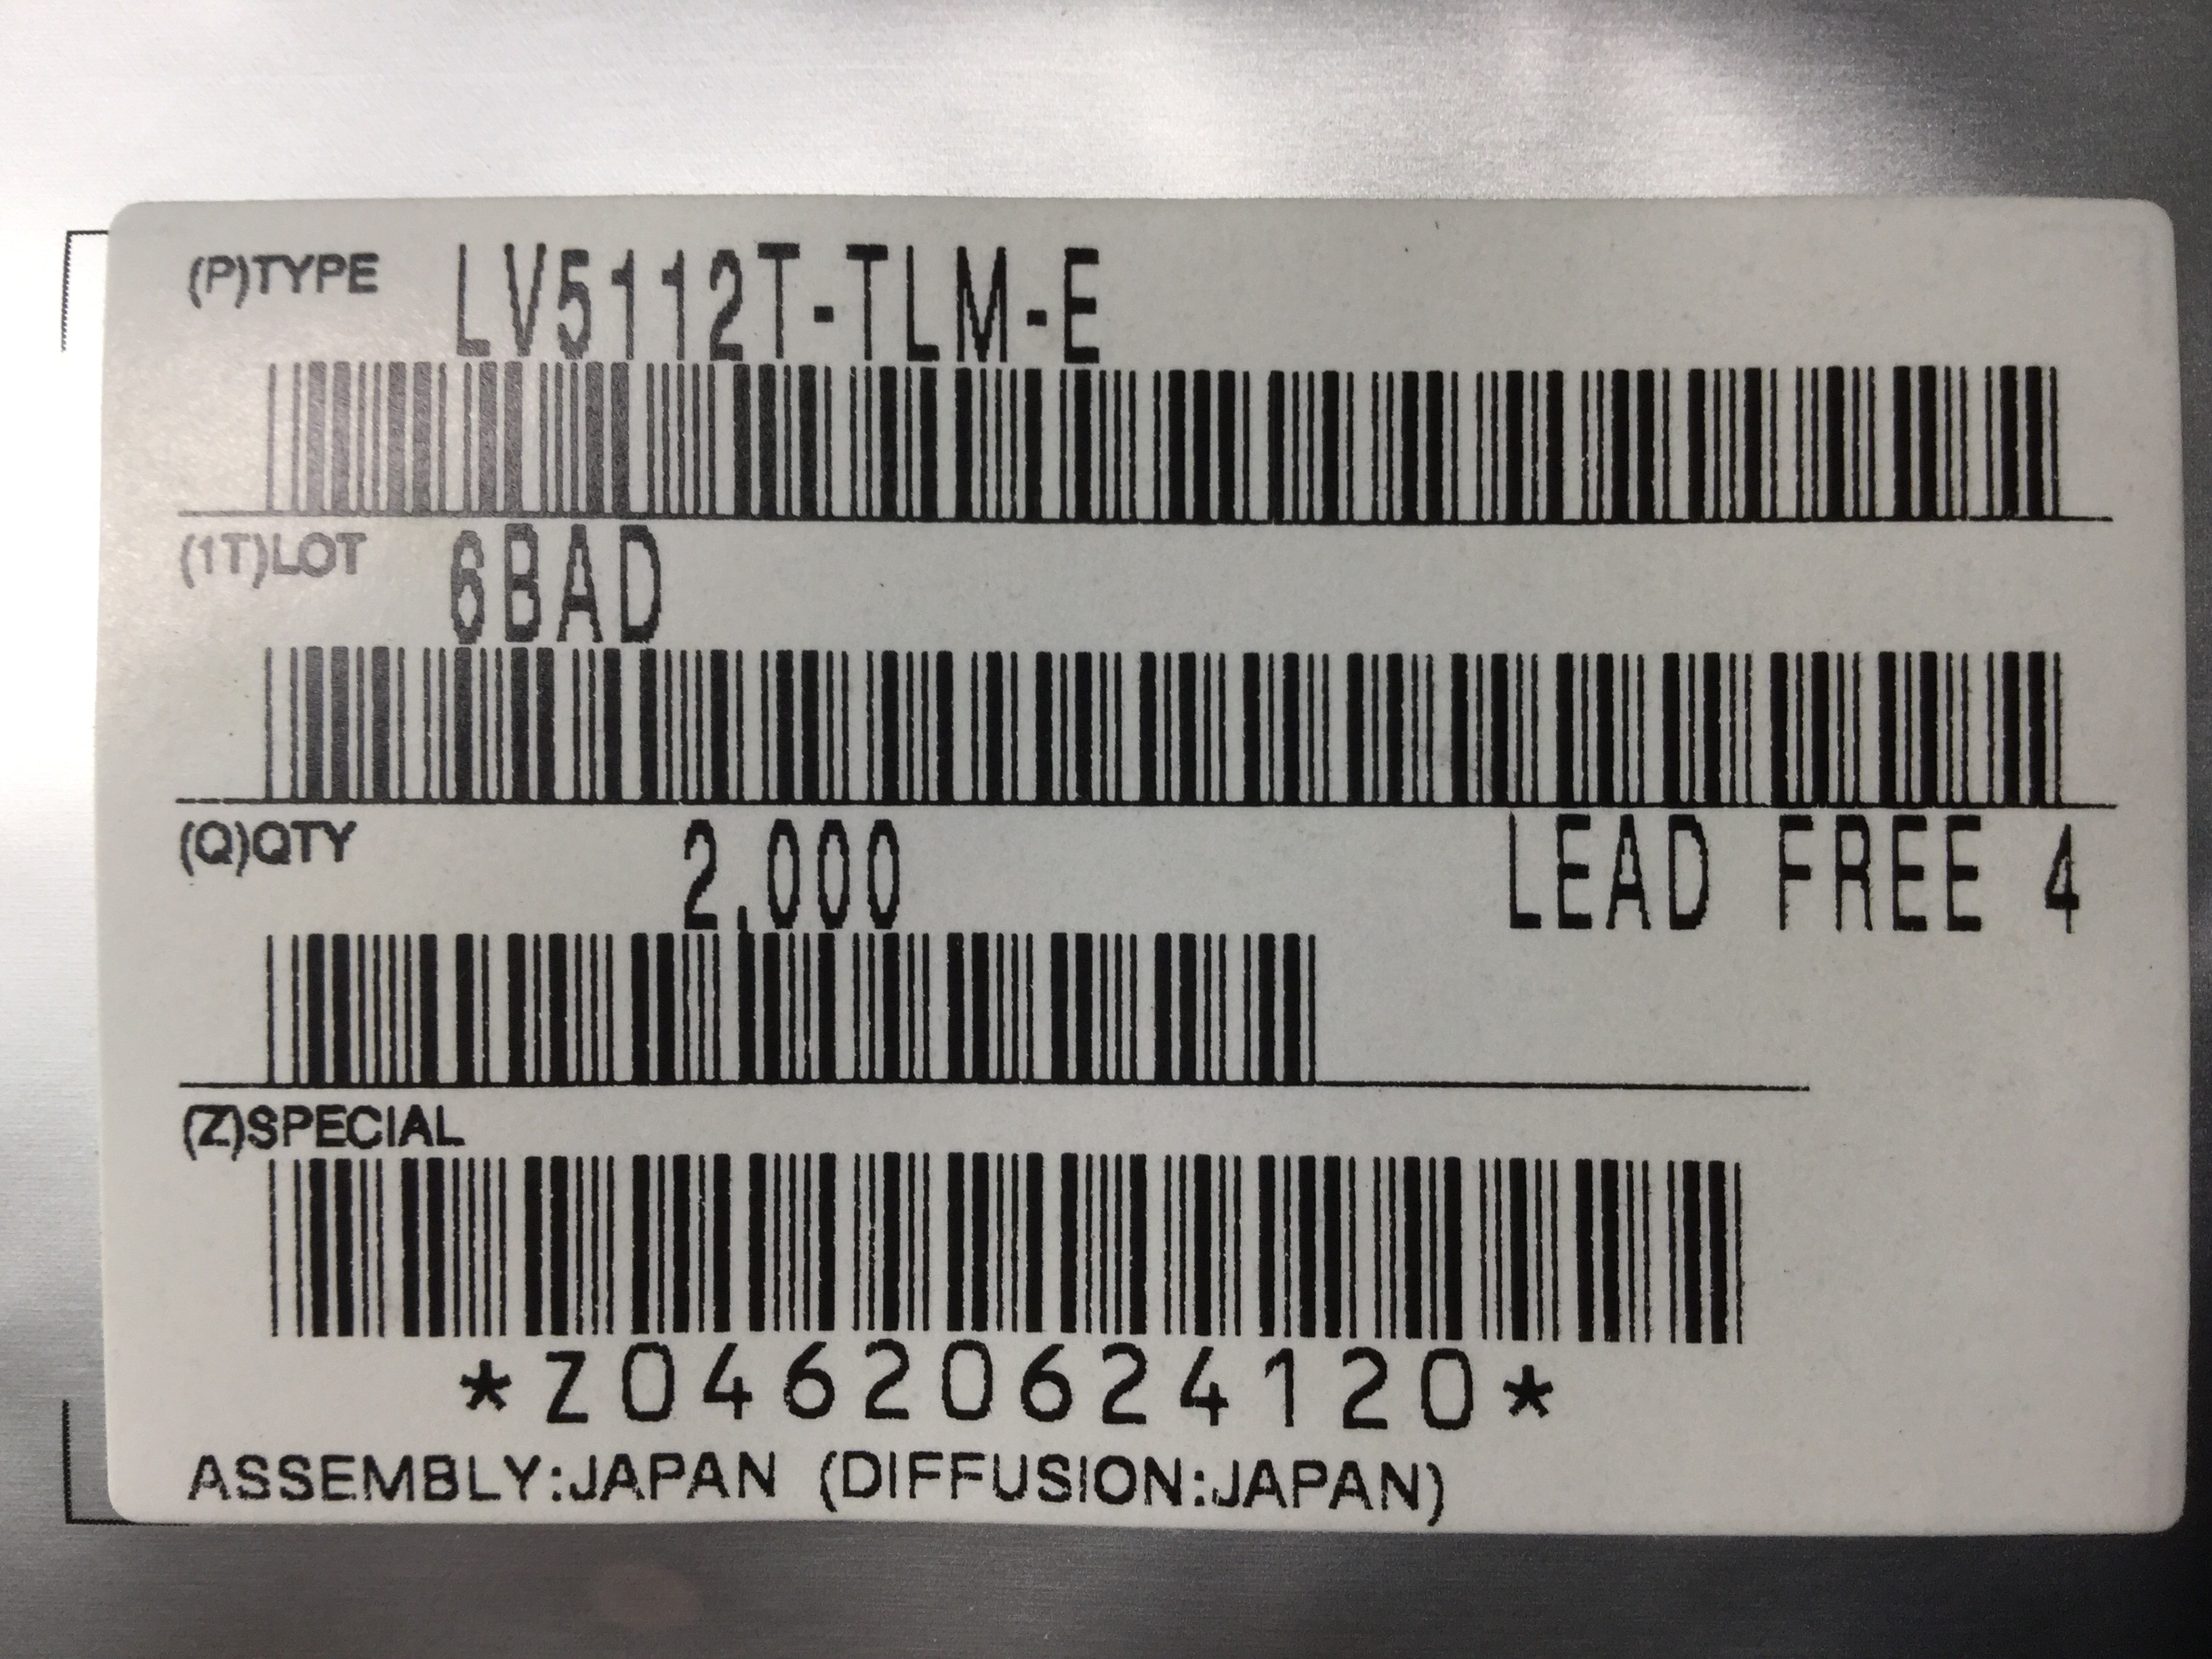 (P)TYPE LV5112T-TLM-E
(1T)LOT 6BAD
(Q)QTY 2,000 LEAD FREE 4
(Z)SPECIAL
*Z04620624120*
ASSEMBLY:JAPAN (DIFFUSION:JAPAN)